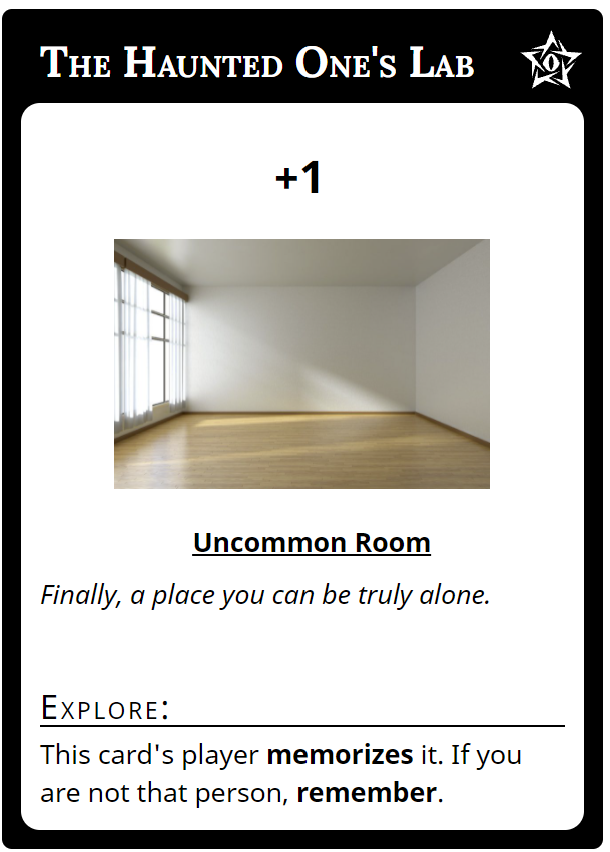 The Haunted One's Lab
0
+1
Uncommon Room
Finally, a place you can be truly alone.
Explore:
This card's player memorizes it. If you
are not that person, remember.